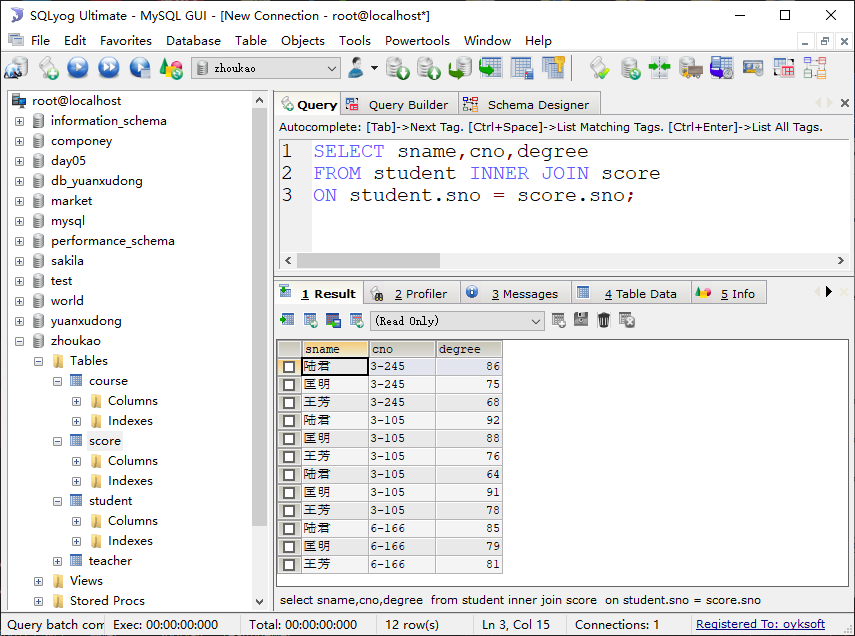 SQLyog Ultimate - MySQL GUI - [New Connection - root@localhost*]
File Edit Favorites Database Table Objects Tools Powertools Window Help
zhoukao
root@localhost
information_schema
componey
day05
db_yuanxudong
market
mysql
performance_schema
sakila
test
world
yuanxudong
zhoukao
Tables
course
Columns
Indexes
score
Columns
Indexes
student
Columns
Indexes
teacher
Views
Stored Procs
Query Query Builder Schema Designer
Autocomplete: [Tab]->Next Tag. [Ctrl+Space]->List Matching Tags. [Ctrl+Enter]->List All Tags.
1 SELECT sname,cno,degree
2 FROM student INNER JOIN score
3 ON student.sno = score.sno;
1 Result 2 Profiler 3 Messages 4 Table Data 5 Info
(Read Only)
sname cno degree
陆君 3-245 86
匡明 3-245 75
王芳 3-245 68
陆君 3-105 92
匡明 3-105 88
王芳 3-105 76
陆君 3-105 64
匡明 3-105 91
王芳 3-105 78
陆君 6-166 85
匡明 6-166 79
王芳 6-166 81
select sname,cno,degree from student inner join score on student.sno = score.sno
Query batch com Exec: 00:00:00:000 Total: 00:00:00:000 12 row(s) Ln 3, Col 15 Connections: 1 Registered To: oyksoft